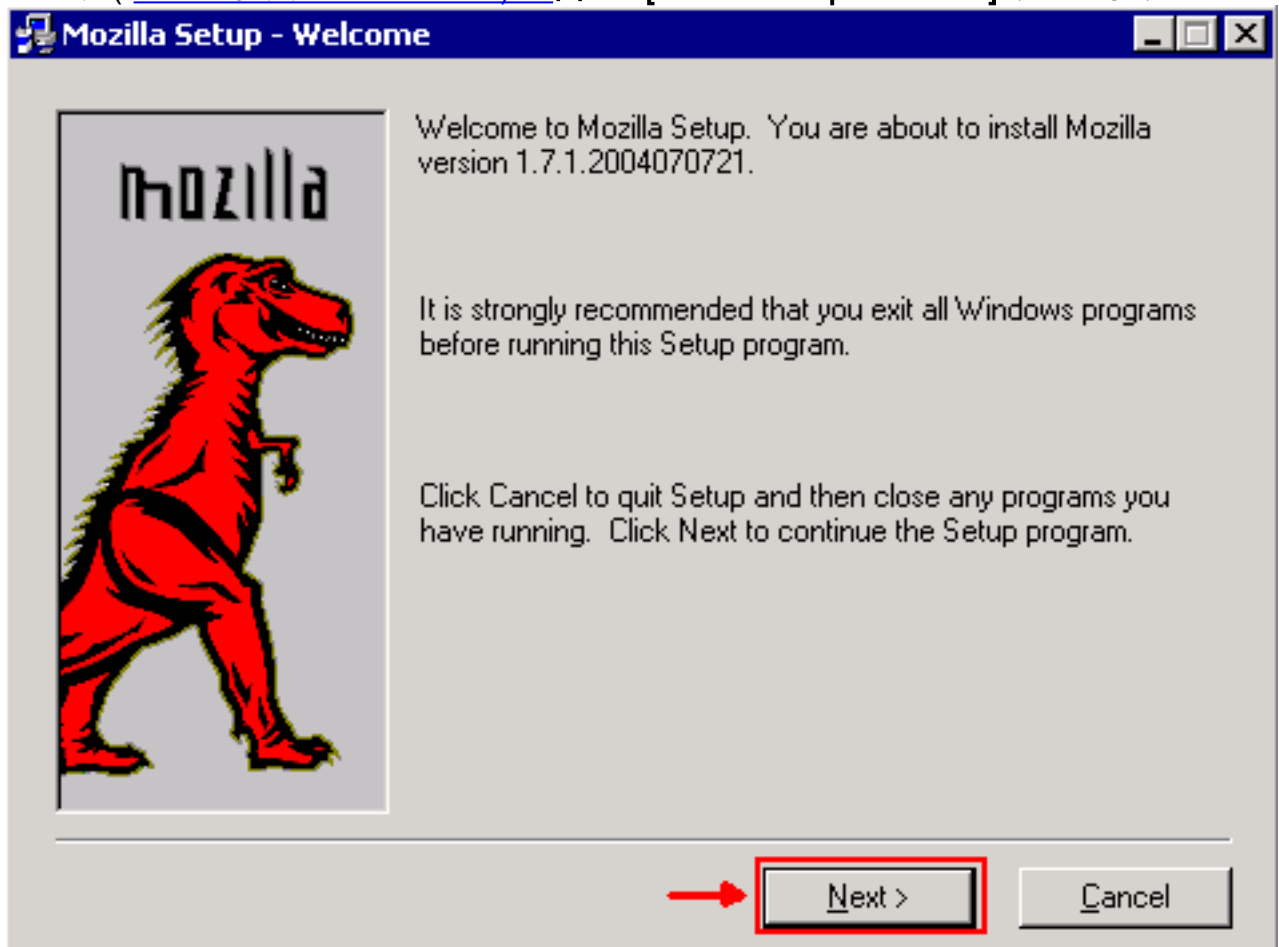 Mozilla Setup - Welcome
mozilla
Welcome to Mozilla Setup.  You are about to install Mozilla
version 1.7.1.2004070721.
It is strongly recommended that you exit all Windows programs
before running this Setup program.
Click Cancel to quit Setup and then close any programs you
have running.  Click Next to continue the Setup program.
Next >
Cancel